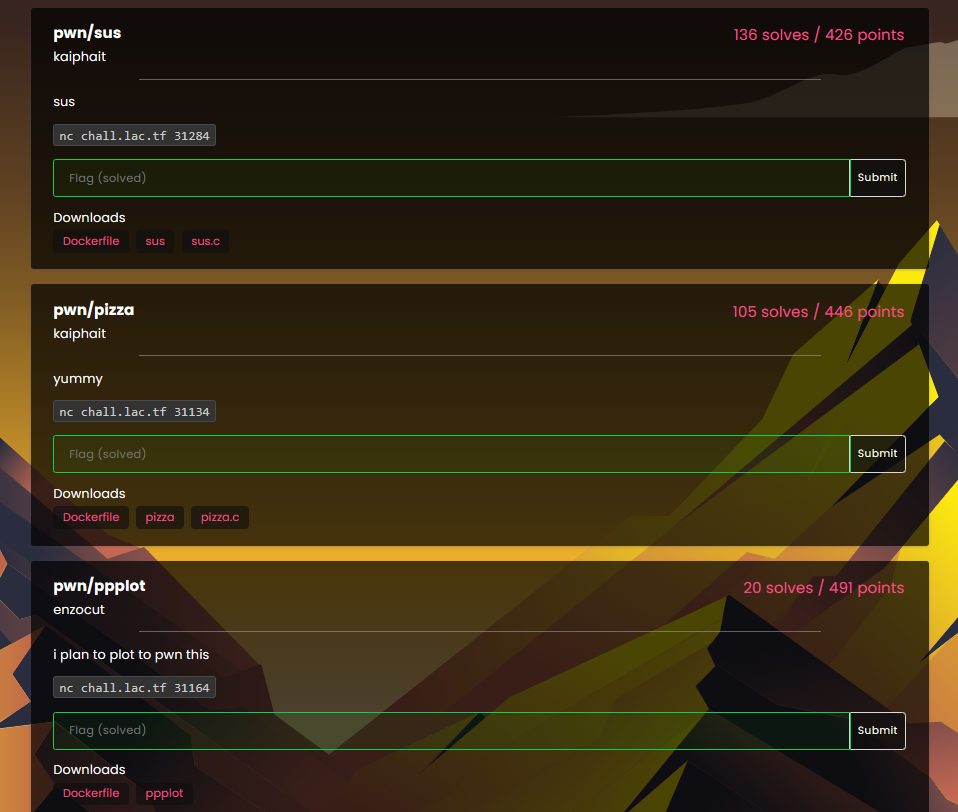 pwn/sus
136 solves / 426 points
kaiphait
sus
nc chall.lac.tf 31284
Flag (solved)
Submit
Downloads
Dockerfile sus sus.c
pwn/pizza
105 solves / 446 points
kaiphait
yummy
nc chall.lac.tf 31134
Flag (solved)
Submit
Downloads
Dockerfile pizza pizza.c
pwn/ppplot
20 solves / 491 points
enzocut
i plan to plot to pwn this
nc chall.lac.tf 31164
Flag (solved)
Submit
Downloads
Dockerfile ppplot